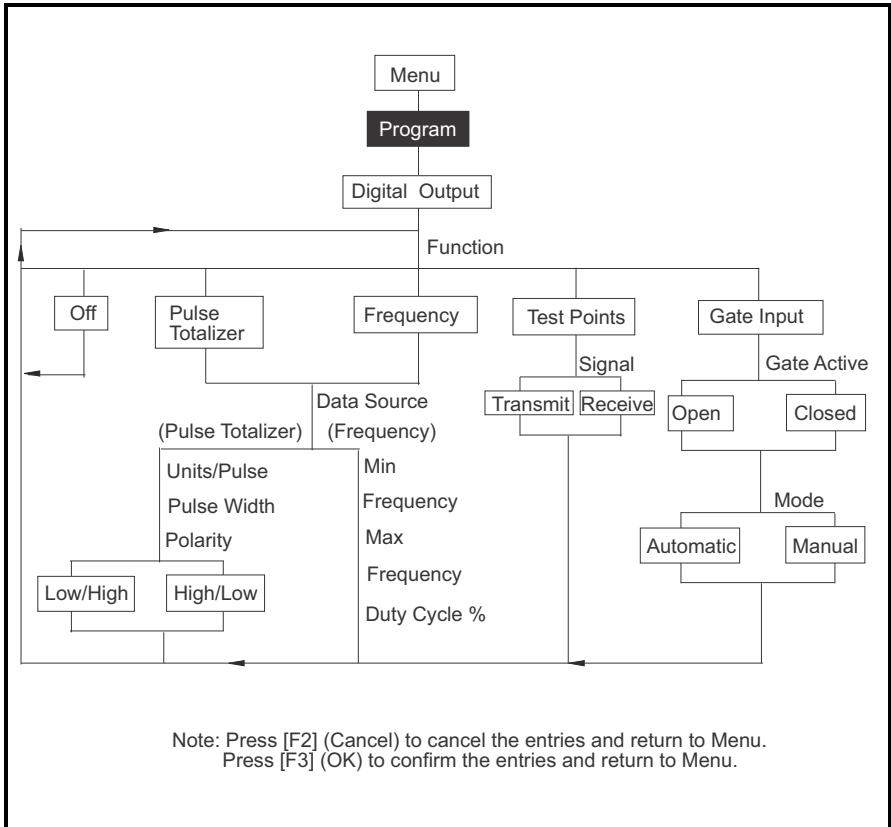 Menu
Program
Digital Output
Function
Off
Pulse
Totalizer
Frequency
Test Points
Gate Input
Signal
Gate Active
Transmit
Receive
Open
Closed
Data Source
(Pulse Totalizer)
(Frequency)
Units/Pulse
Pulse Width
Polarity
Low/High
High/Low
Min
Frequency
Max
Frequency
Duty Cycle %
Mode
Automatic
Manual
Note: Press [F2] (Cancel) to cancel the entries and return to Menu.
Press [F3] (OK) to confirm the entries and return to Menu.